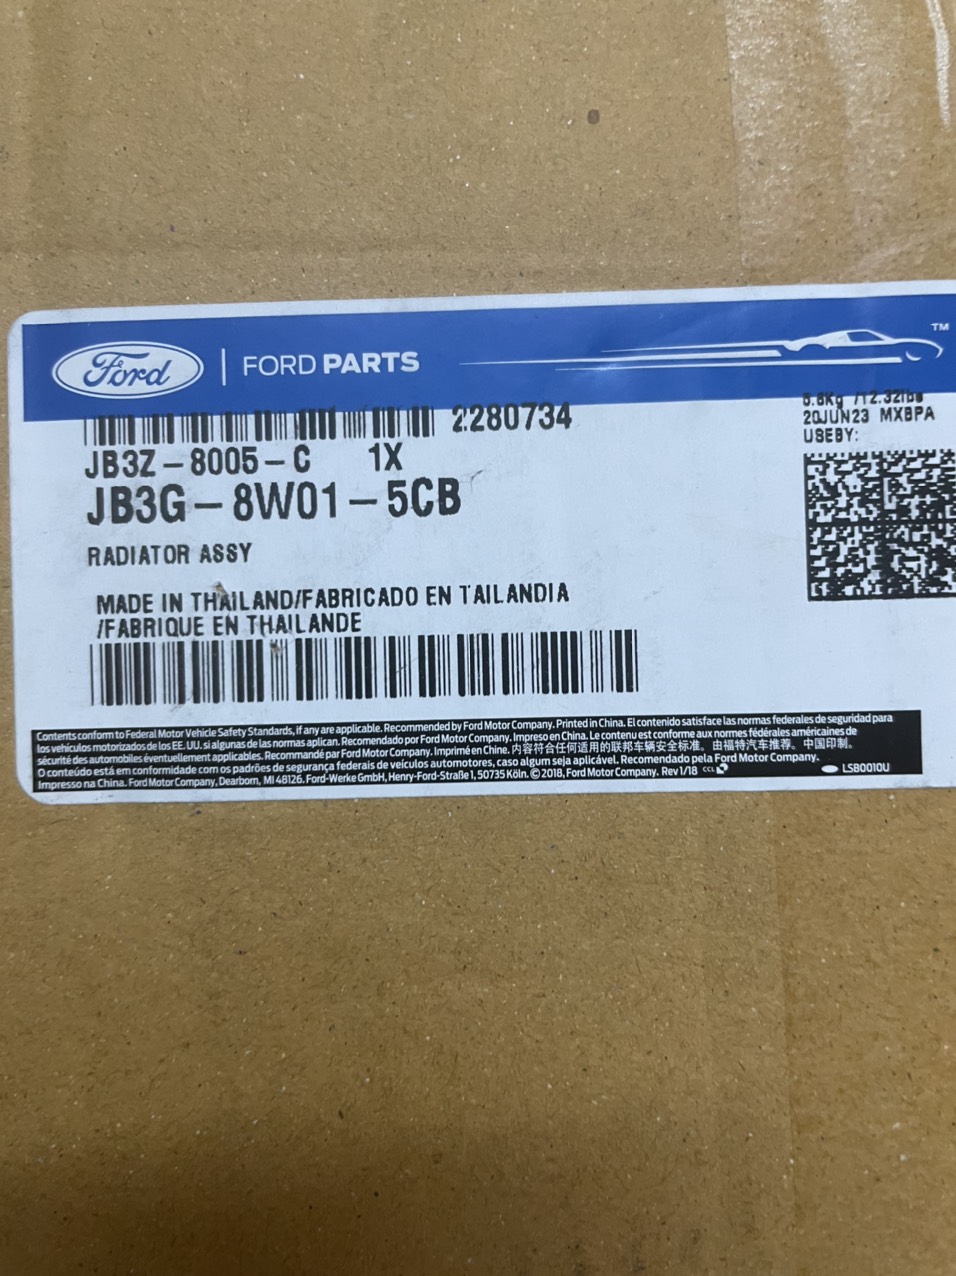 Ford | FORD PARTS
TM
2280734
5.6Kg /12.32lbs
20JUN23 MXBPA
USEBY:
JB3Z-8005-C 1X
JB3G-8W01-5CB
RADIATOR ASSY
MADE IN THAILAND/FABRICADO EN TAILANDIA
/FABRIQUE EN THAILANDE
Contents conform to Federal Motor Vehicle Safety Standards, if any are applicable. Recommended by Ford Motor Company. Printed in China. El contenido satisface las normas federales de seguridad para
los vehículos motorizados de los EE. UU. si algunas de las normas aplican. Recomendado por Ford Motor Company. Impreso en China. Le contenu est conforme aux normes fédérales américaines de
sécurité des automobiles éventuellement applicables. Recommandé par Ford Motor Company. Imprimé en Chine. 内容符合任何适用的联邦车辆安全标准。由福特汽车推荐。中国印制。
O conteúdo está em conformidade com os padrões de segurança federais de veículos automotores, caso algum seja aplicável. Recomendado pela Ford Motor Company.
Impresso na China. Ford Motor Company, Dearborn, MI 48126. Ford-Werke GmbH, Henry-Ford-Straße 1, 50735 Köln. © 2018, Ford Motor Company. Rev 1/18 CCL
LSB0010U